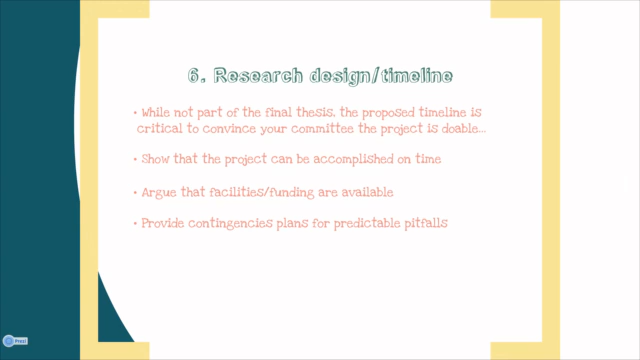 6. Research design/timeline
• While not part of the final thesis, the proposed timeline is
critical to convince your committee the project is doable...
• Show that the project can be accomplished on time
• Argue that facilities/funding are available
• Provide contingencies plans for predictable pitfalls
Prezi